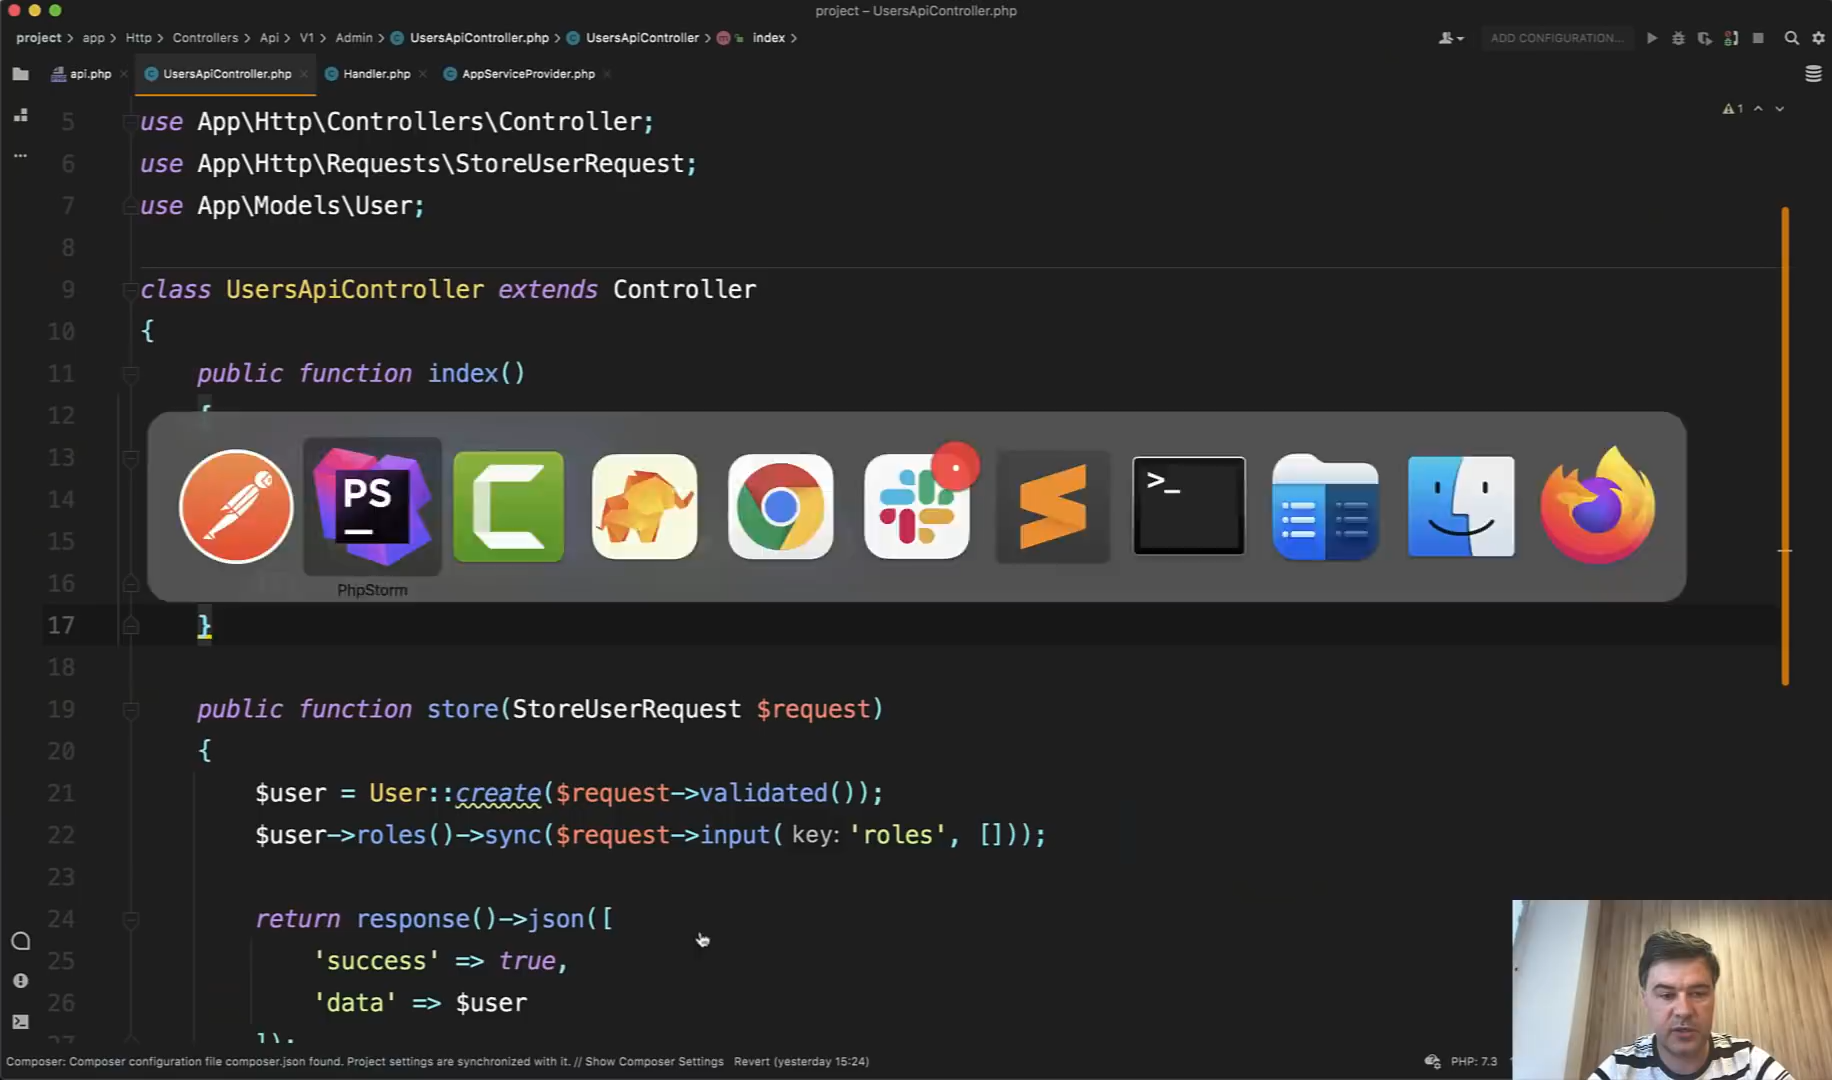 project – UsersApiController.php
project > app > Http > Controllers > Api > V1 > Admin > UsersApiController.php > UsersApiController > index >
ADD CONFIGURATION...
api.php × UsersApiController.php × Handler.php × AppServiceProvider.php ×
1
5 use App\Http\Controllers\Controller;
6 use App\Http\Requests\StoreUserRequest;
7 use App\Models\User;
8
9 class UsersApiController extends Controller
10 {
11 public function index()
12 {
13
14
15
16
PS
>_
PhpStorm
17 }
18
19 public function store(StoreUserRequest $request)
20 {
21 $user = User::create($request->validated());
22 $user->roles()->sync($request->input( key: 'roles', []));
23
24 return response()->json([
25 'success' => true,
26 'data' => $user
27 ]);
Composer: Composer configuration file composer.json found. Project settings are synchronized with it. // Show Composer Settings Revert (yesterday 15:24)
PHP: 7.3